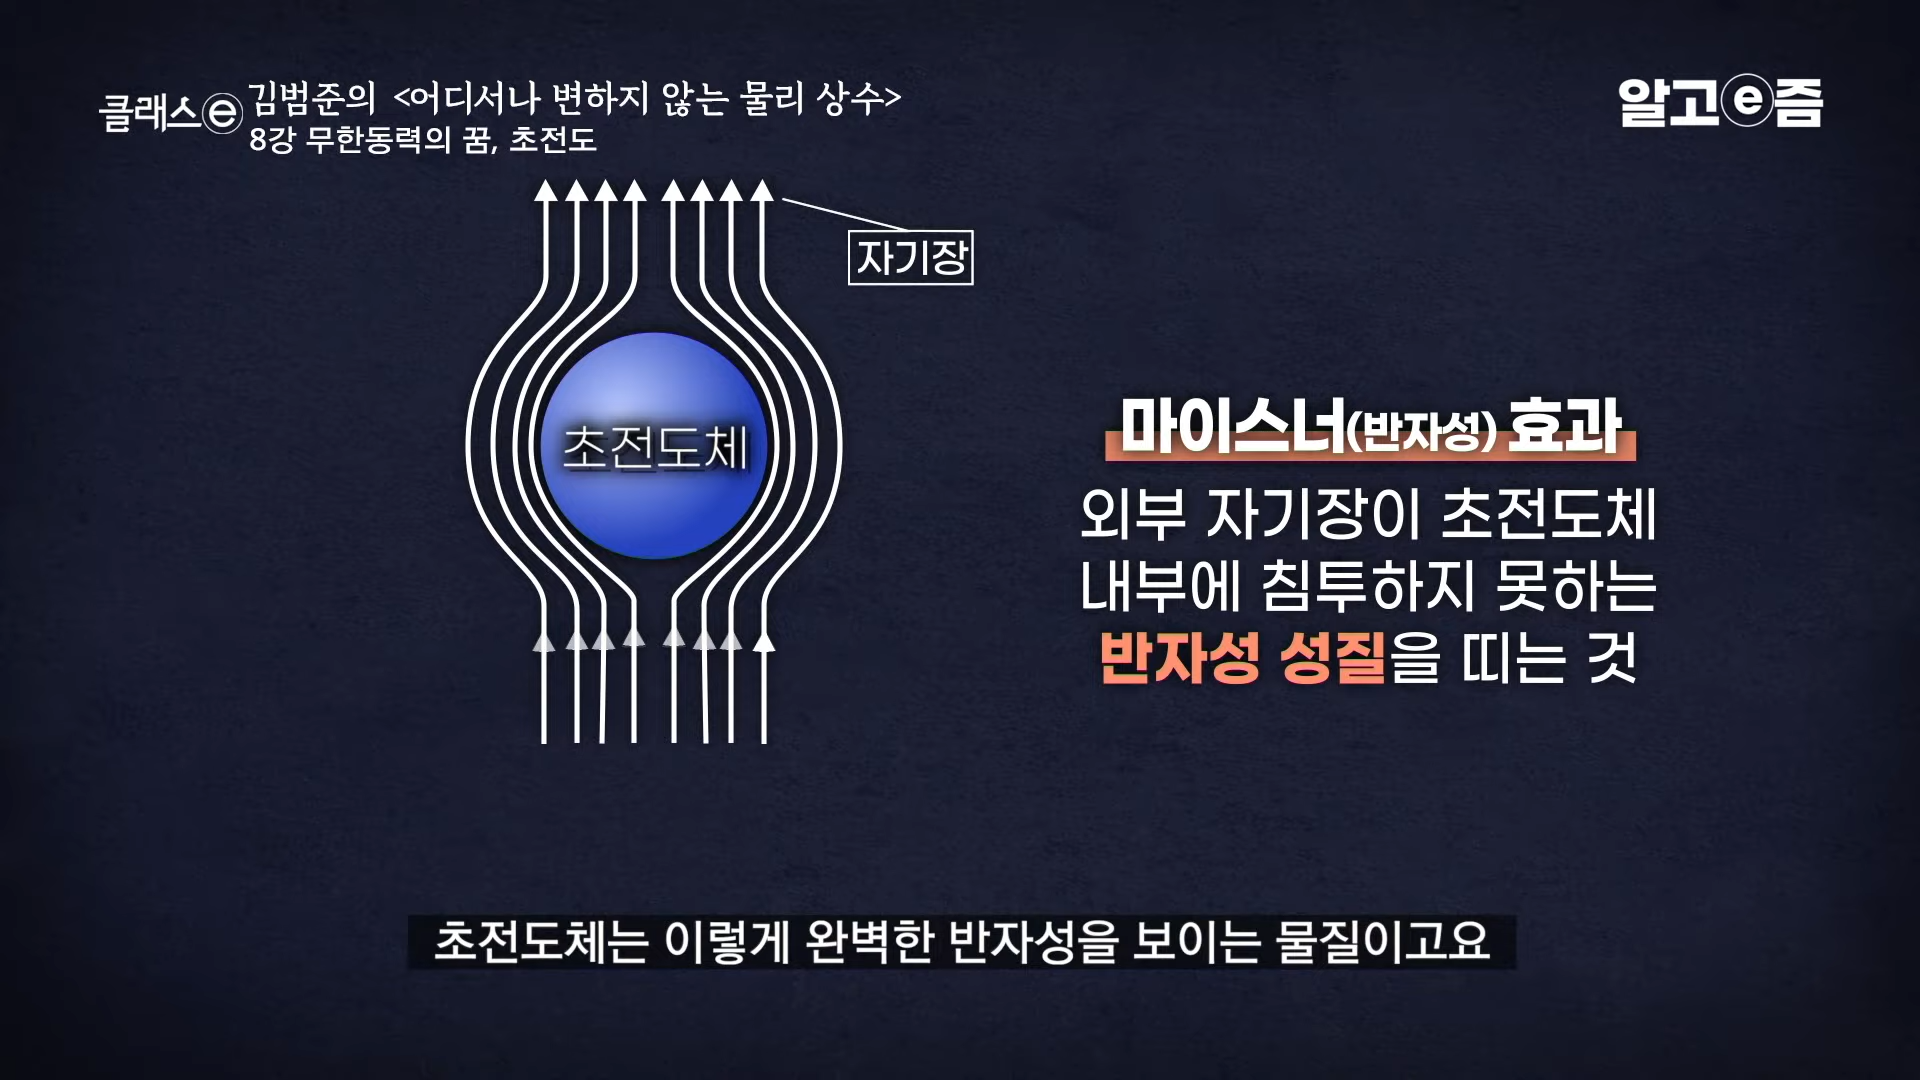 클래스e 김범준의 <어디서나 변하지 않는 물리 상수>
8강 무한동력의 꿈, 초전도
알고e즘
자기장
초전도체
마이스너(반자성) 효과
외부 자기장이 초전도체
내부에 침투하지 못하는
반자성 성질을 띠는 것
초전도체는 이렇게 완벽한 반자성을 보이는 물질이고요